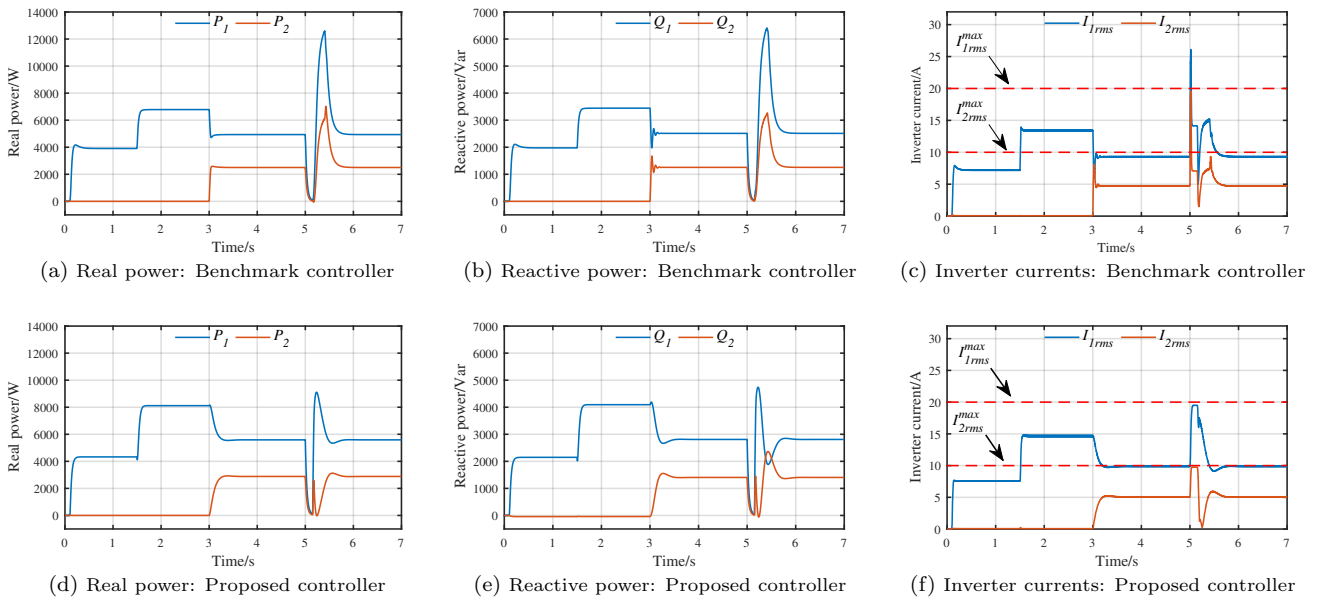 P1 P2
Real power/W
14000
12000
10000
8000
6000
4000
2000
0
0 1 2 3 4 5 6 7
Time/s
(a) Real power: Benchmark controller
Q1 Q2
Reactive power/Var
7000
6000
5000
4000
3000
2000
1000
0
0 1 2 3 4 5 6 7
Time/s
(b) Reactive power: Benchmark controller
I1rms I2rms
Inverter current/A
30
25
20
15
10
5
0
I1rms^max
I2rms^max
0 1 2 3 4 5 6 7
Time/s
(c) Inverter currents: Benchmark controller
P1 P2
Real power/W
14000
12000
10000
8000
6000
4000
2000
0
0 1 2 3 4 5 6 7
Time/s
(d) Real power: Proposed controller
Q1 Q2
Reactive power/Var
7000
6000
5000
4000
3000
2000
1000
0
0 1 2 3 4 5 6 7
Time/s
(e) Reactive power: Proposed controller
I1rms I2rms
Inverter current/A
30
25
20
15
10
5
0
I1rms^max
I2rms^max
0 1 2 3 4 5 6 7
Time/s
(f) Inverter currents: Proposed controller